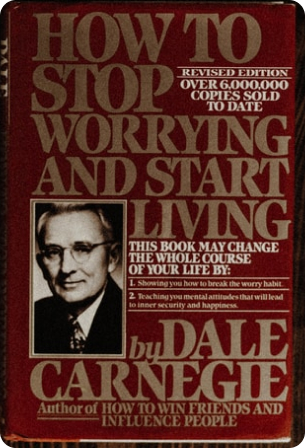 HOW TO
STOP
REVISED EDITION
OVER 6,000,000
COPIES SOLD
TO DATE
WORRYING
AND START
LIVING
THIS BOOK MAY CHANGE
THE WHOLE COURSE
OF YOUR LIFE BY:
1. Showing you how to break the worry habit.
2. Teaching you mental attitudes that will lead
to inner security and happiness.
by DALE
CARNEGIE
Author of HOW TO WIN FRIENDS AND
INFLUENCE PEOPLE